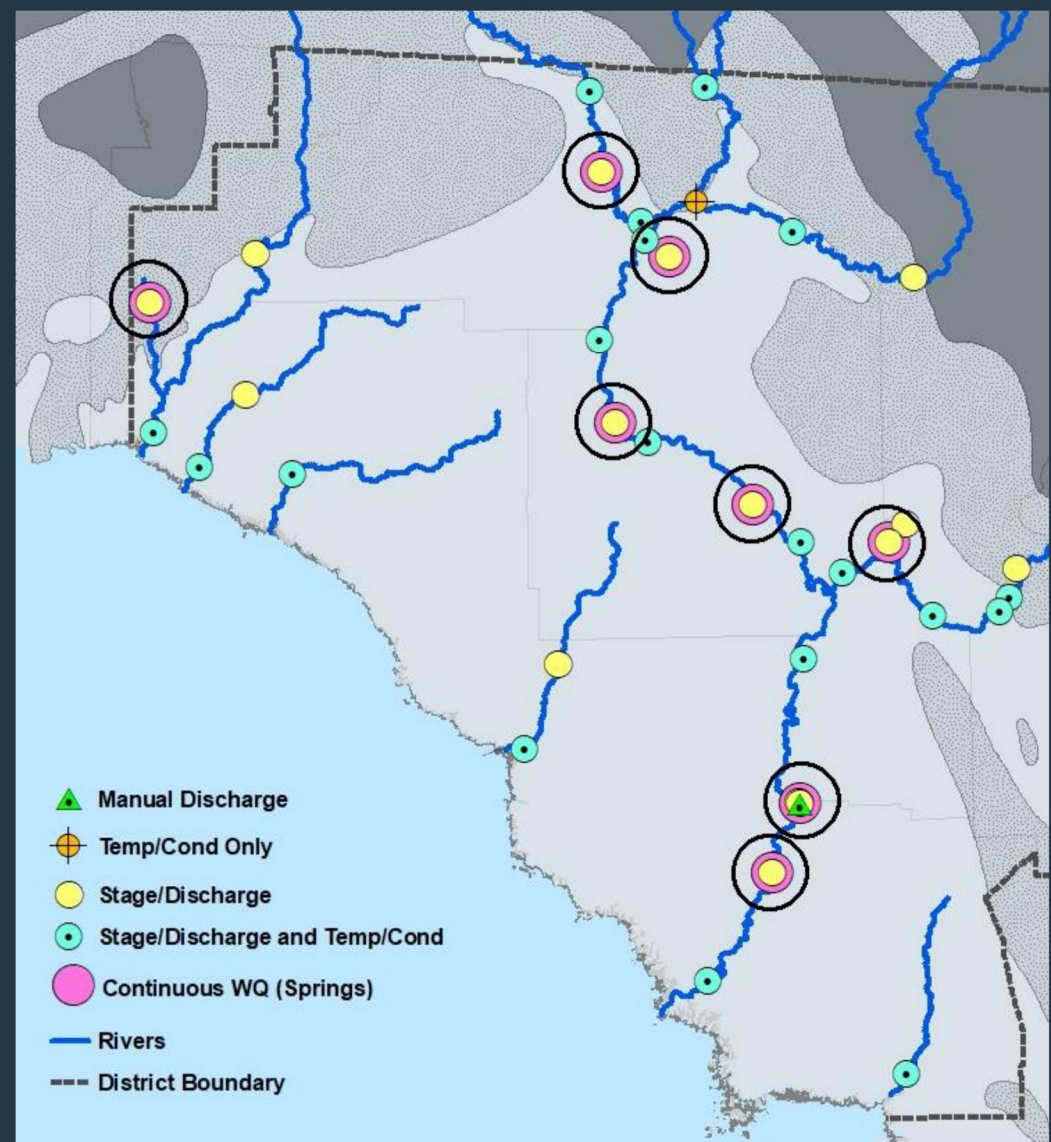 Manual Discharge
Temp/Cond Only
Stage/Discharge
Stage/Discharge and Temp/Cond
Continuous WQ (Springs)
Rivers
District Boundary